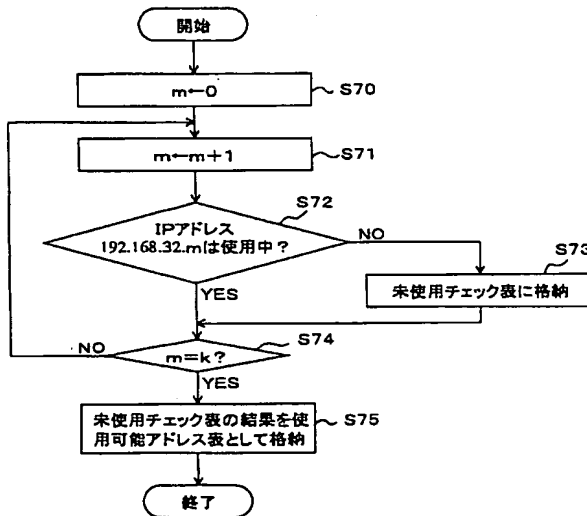 開始
m←0
S70
m←m+1
S71
S72
IPアドレス
192.168.32.mは使用中？
NO
YES
S73
未使用チェック表に格納
S74
m=k？
NO
YES
未使用チェック表の結果を使
用可能アドレス表として格納
S75
終了